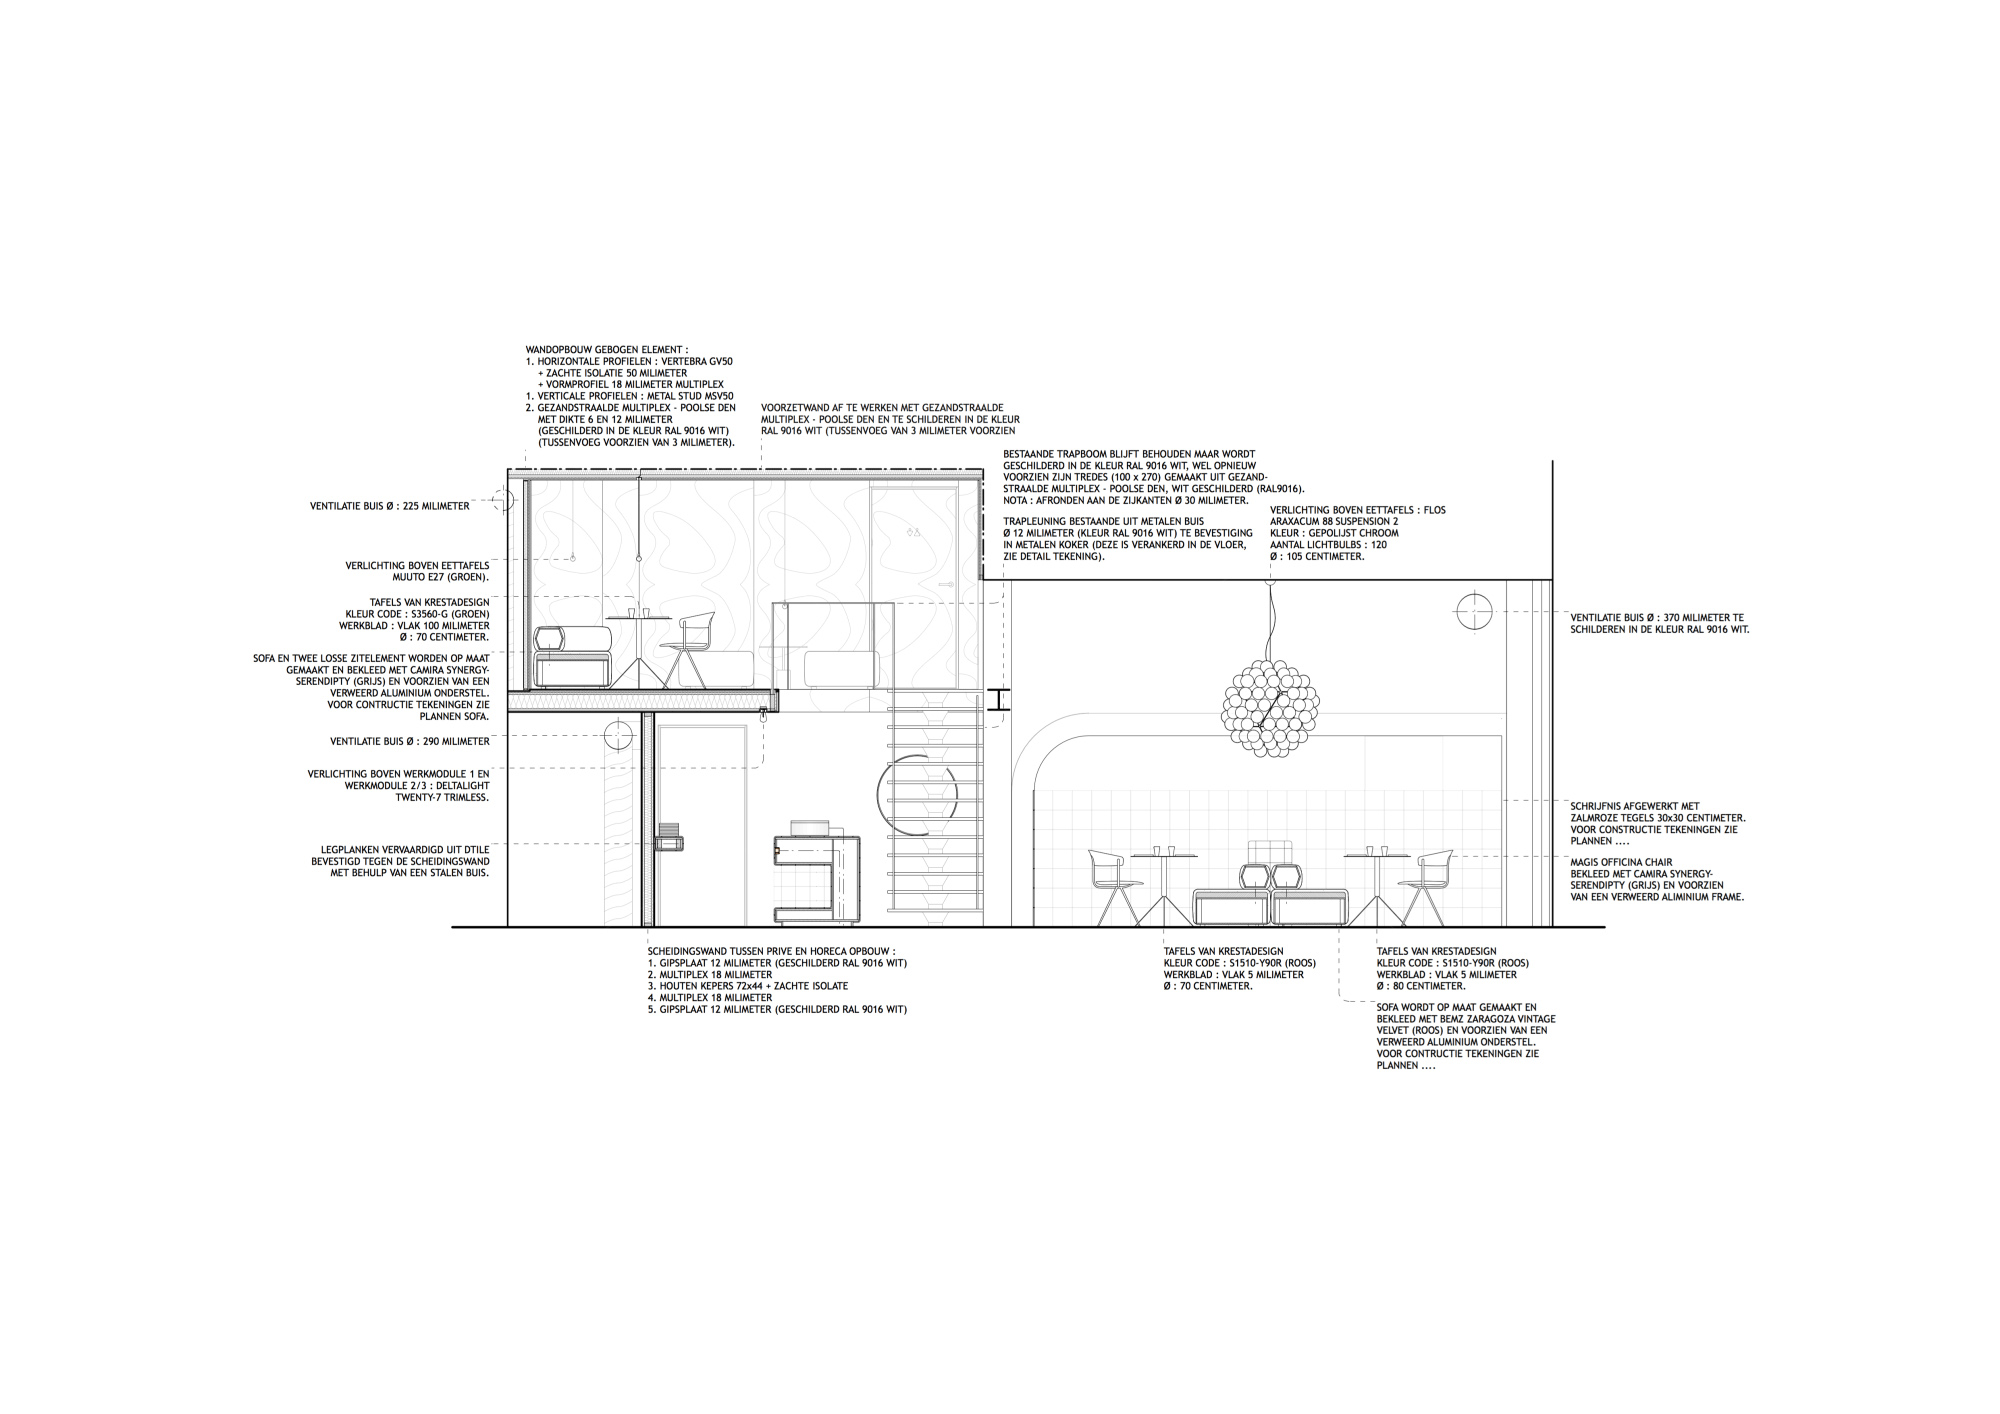 WANDOPBOUW GEBOGEN ELEMENT :
1. HORIZONTALE PROFIELEN : VERTEBRA GV50
+ ZACHTE ISOLATIE 50 MILIMETER
+ VORMPROFIEL 18 MILIMETER MULTIPLEX
1. VERTICALE PROFIELEN : METAL STUD MSV50
2. GEZANDSTRAALDE MULTIPLEX - POOLSE DEN
MET DIKTE 6 EN 12 MILIMETER
(GESCHILDERD IN DE KLEUR RAL 9016 WIT)
(TUSSENVOEG VOORZIEN VAN 3 MILIMETER).
VOORZETWAND AF TE WERKEN MET GEZANDSTRAALDE
MULTIPLEX - POOLSE DEN EN TE SCHILDEREN IN DE KLEUR
RAL 9016 WIT (TUSSENVOEG VAN 3 MILIMETER VOORZIEN
BESTAANDE TRAPBOOM BLIJFT BEHOUDEN MAAR WORDT
GESCHILDERD IN DE KLEUR RAL 9016 WIT, WEL OPNIEUW
VOORZIEN ZIJN TREDES (100 x 270) GEMAAKT UIT GEZAND-
STRAALDE MULTIPLEX - POOLSE DEN, WIT GESCHILDERD (RAL9016).
NOTA : AFRONDEN AAN DE ZIJKANTEN Ø 30 MILIMETER.
TRAPLEUNING BESTAANDE UIT METALEN BUIS
Ø 12 MILIMETER (KLEUR RAL 9016 WIT) TE BEVESTIGING
IN METALEN KOKER (DEZE IS VERANKERD IN DE VLOER,
ZIE DETAIL TEKENING).
VERLICHTING BOVEN EETTAFELS : FLOS
ARAXACUM 88 SUSPENSION 2
KLEUR : GEPOLIJST CHROOM
AANTAL LICHTBULBS : 120
Ø : 105 CENTIMETER.
VENTILATIE BUIS Ø : 225 MILIMETER
VERLICHTING BOVEN EETTAFELS
MUUTO E27 (GROEN).
TAFELS VAN KRESTADESIGN
KLEUR CODE : S3560-G (GROEN)
WERKBLAD : VLAK 100 MILIMETER
Ø : 70 CENTIMETER.
SOFA EN TWEE LOSSE ZITELEMENT WORDEN OP MAAT
GEMAAKT EN BEKLEED MET CAMIRA SYNERGY-
SERENDIPTY (GRIJS) EN VOORZIEN VAN EEN
VERWEERD ALUMINIUM ONDERSTEL.
VOOR CONTRUCTIE TEKENINGEN ZIE
PLANNEN SOFA.
VENTILATIE BUIS Ø : 290 MILIMETER
VERLICHTING BOVEN WERKMODULE 1 EN
WERKMODULE 2/3 : DELTALIGHT
TWENTY-7 TRIMLESS.
LEGPLANKEN VERVAARDIGD UIT DTILE
BEVESTIGD TEGEN DE SCHEIDINGSWAND
MET BEHULP VAN EEN STALEN BUIS.
VENTILATIE BUIS Ø : 370 MILIMETER TE
SCHILDEREN IN DE KLEUR RAL 9016 WIT.
SCHRIJFNIS AFGEWERKT MET
ZALMROZE TEGELS 30x30 CENTIMETER.
VOOR CONSTRUCTIE TEKENINGEN ZIE
PLANNEN ....
MAGIS OFFICINA CHAIR
BEKLEED MET CAMIRA SYNERGY-
SERENDIPTY (GRIJS) EN VOORZIEN
VAN EEN VERWEERD ALIMINIUM FRAME.
SCHEIDINGSWAND TUSSEN PRIVE EN HORECA OPBOUW :
1. GIPSPLAAT 12 MILIMETER (GESCHILDERD RAL 9016 WIT)
2. MULTIPLEX 18 MILIMETER
3. HOUTEN KEPERS 72x44 + ZACHTE ISOLATE
4. MULTIPLEX 18 MILIMETER
5. GIPSPLAAT 12 MILIMETER (GESCHILDERD RAL 9016 WIT)
TAFELS VAN KRESTADESIGN
KLEUR CODE : S1510-Y90R (ROOS)
WERKBLAD : VLAK 5 MILIMETER
Ø : 70 CENTIMETER.
TAFELS VAN KRESTADESIGN
KLEUR CODE : S1510-Y90R (ROOS)
WERKBLAD : VLAK 5 MILIMETER
Ø : 80 CENTIMETER.
SOFA WORDT OP MAAT GEMAAKT EN
BEKLEED MET BEMZ ZARAGOZA VINTAGE
VELVET (ROOS) EN VOORZIEN VAN EEN
VERWEERD ALUMINIUM ONDERSTEL.
VOOR CONTRUCTIE TEKENINGEN ZIE
PLANNEN ....